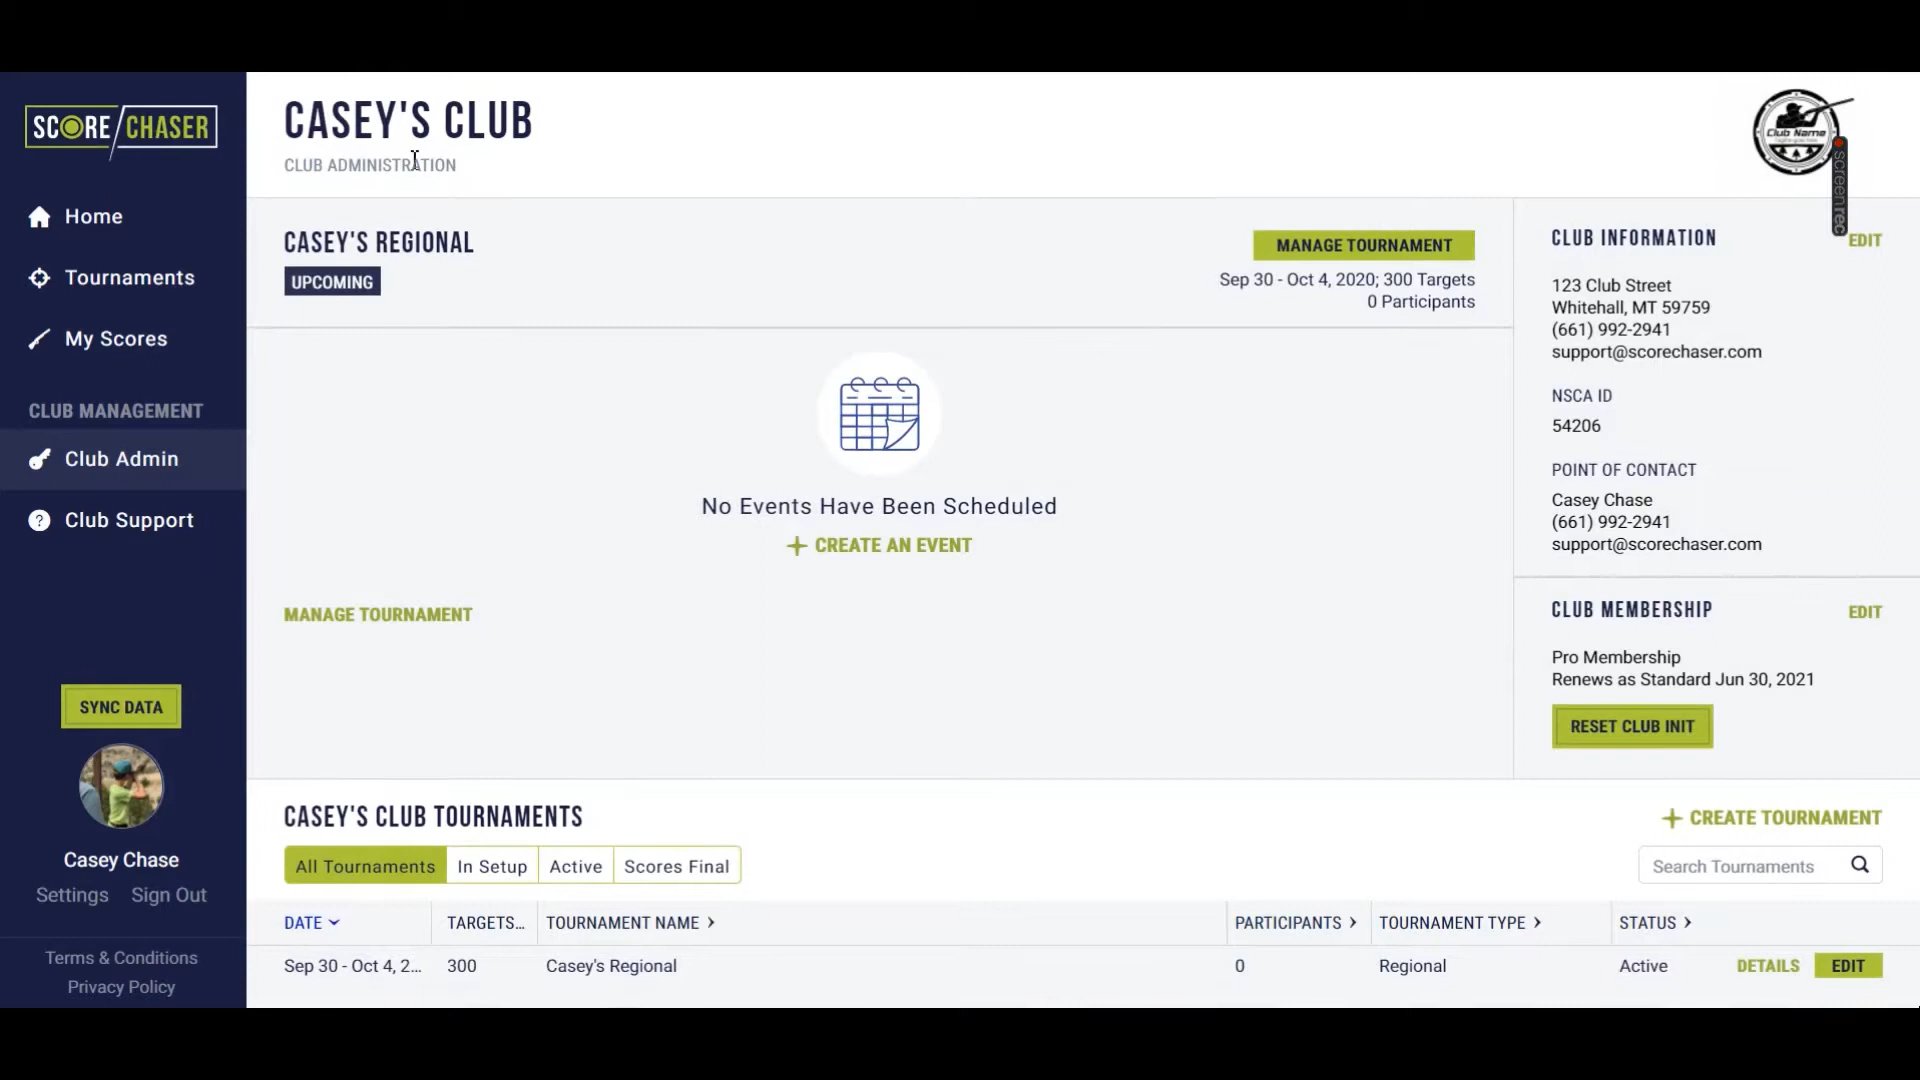 SCORE/CHASER
Home
Tournaments
My Scores
CLUB MANAGEMENT
Club Admin
Club Support
SYNC DATA
Casey Chase
Settings Sign Out
Terms & Conditions
Privacy Policy
CASEY'S CLUB
CLUB ADMINISTRATION
Club Name
screenrec
CASEY'S REGIONAL
UPCOMING
MANAGE TOURNAMENT
Sep 30 - Oct 4, 2020; 300 Targets
0 Participants
No Events Have Been Scheduled
CREATE AN EVENT
MANAGE TOURNAMENT
CLUB INFORMATION EDIT
123 Club Street
Whitehall, MT 59759
(661) 992-2941
support@scorechaser.com
NSCA ID
54206
POINT OF CONTACT
Casey Chase
(661) 992-2941
support@scorechaser.com
CLUB MEMBERSHIP EDIT
Pro Membership
Renews as Standard Jun 30, 2021
RESET CLUB INIT
CASEY'S CLUB TOURNAMENTS
CREATE TOURNAMENT
All Tournaments In Setup Active Scores Final
Search Tournaments
DATE TARGETS... TOURNAMENT NAME PARTICIPANTS TOURNAMENT TYPE STATUS
Sep 30 - Oct 4, 2... 300 Casey's Regional 0 Regional Active DETAILS EDIT